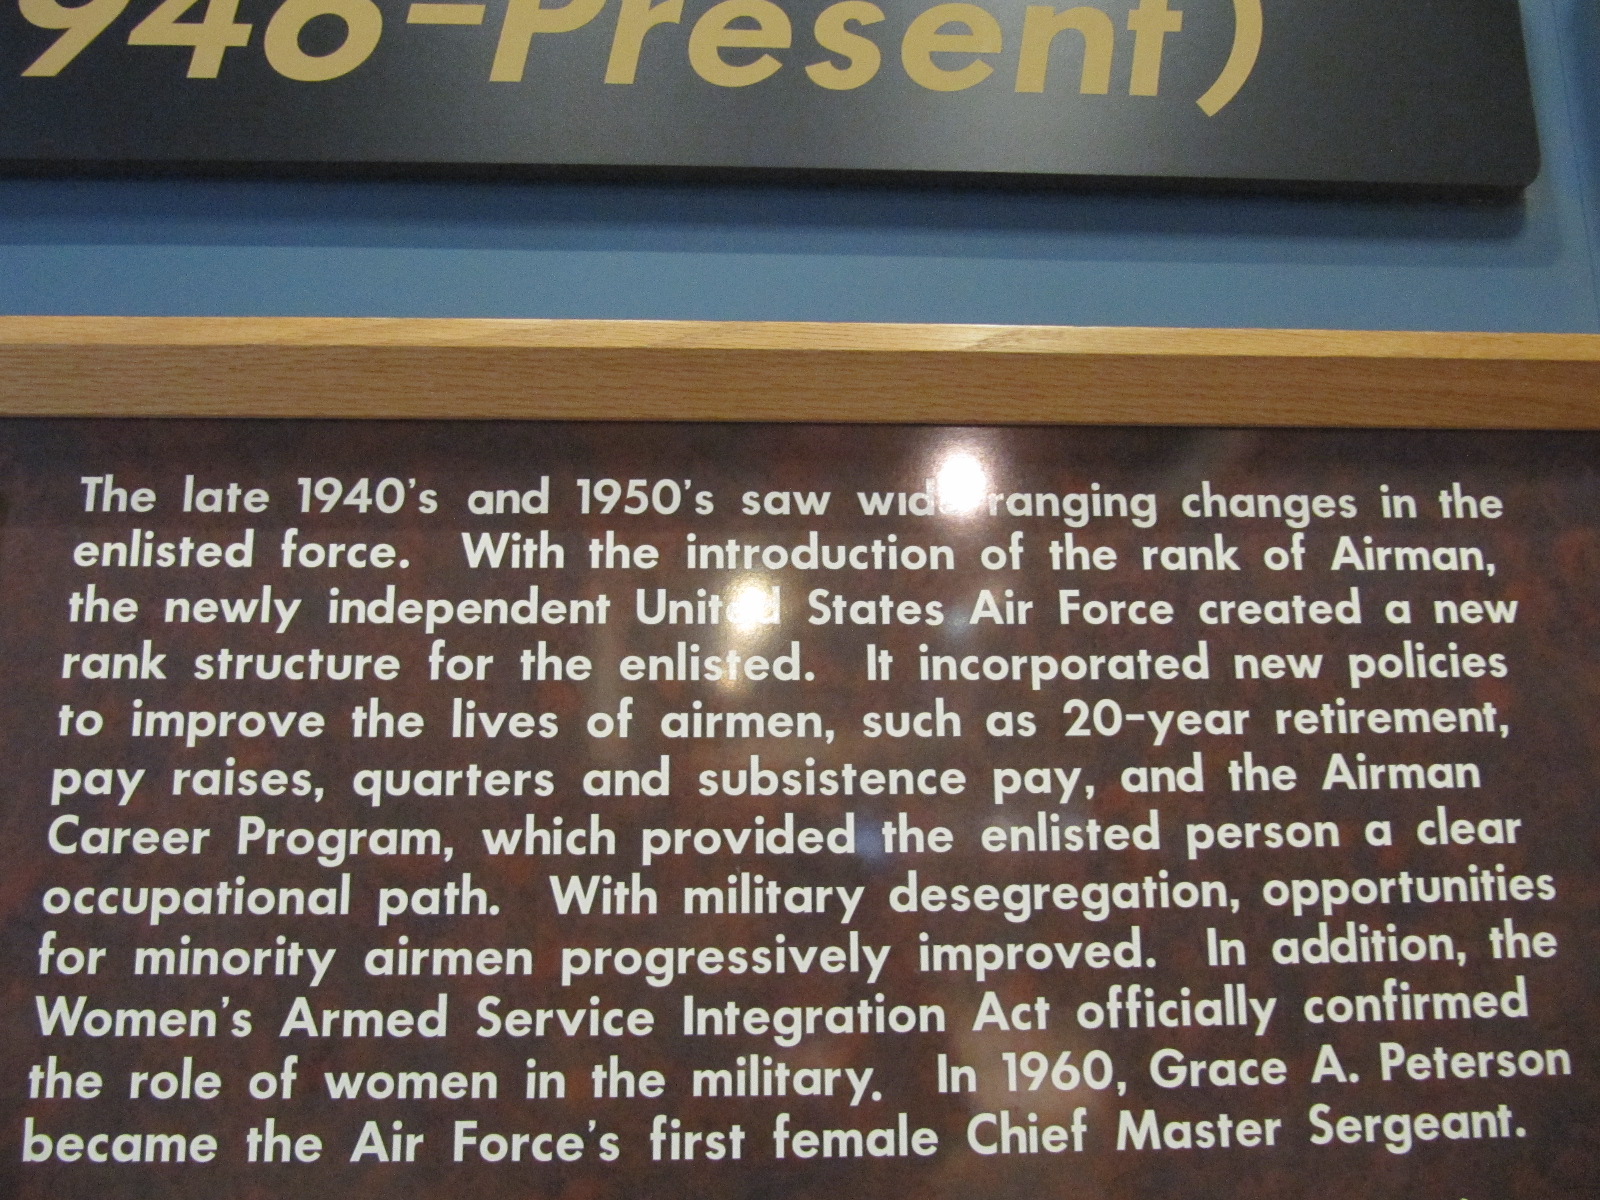 946-Present)
The late 1940's and 1950's saw ranging changes in the
enlisted force. With the introduction of the rank of Airman,
the newly independent United States Air Force created a new
rank structure for the enlisted. It incorporated new policies
to improve the lives of airmen, such as 20-year retirement,
pay raises, quarters and subsistence pay, and the Airman
Career Program, which provided the enlisted person a clear
occupational path. With military desegregation, opportunities
for minority airmen progressively improved. In addition, the
Women's Armed Service Integration Act officially confirmed
the role of women in the military. In 1960, Grace A. Peterson
became the Air Force's first female Chief Master Sergeant.